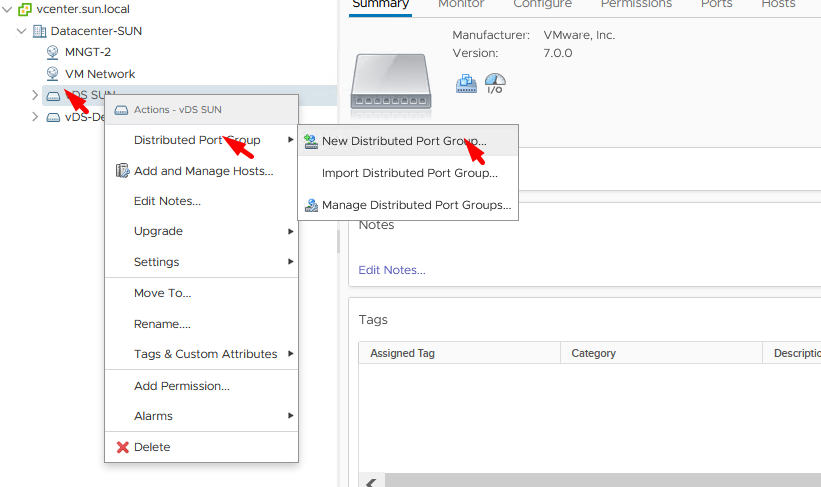 vcenter.sun.local
Datacenter-SUN
MNGT-2
VM Network
vDS SUN
Actions - vDS SUN
Distributed Port Group
Add and Manage Hosts...
Edit Notes...
Upgrade
Settings
Move To...
Rename....
Tags & Custom Attributes
Add Permission...
Alarms
Delete
New Distributed Port Group...
Import Distributed Port Group...
Manage Distributed Port Groups...
Summary Monitor Configure Permissions Ports Hosts
Manufacturer: VMware, Inc.
Version: 7.0.0
I/O
Notes
Edit Notes...
Tags
Assigned Tag Category